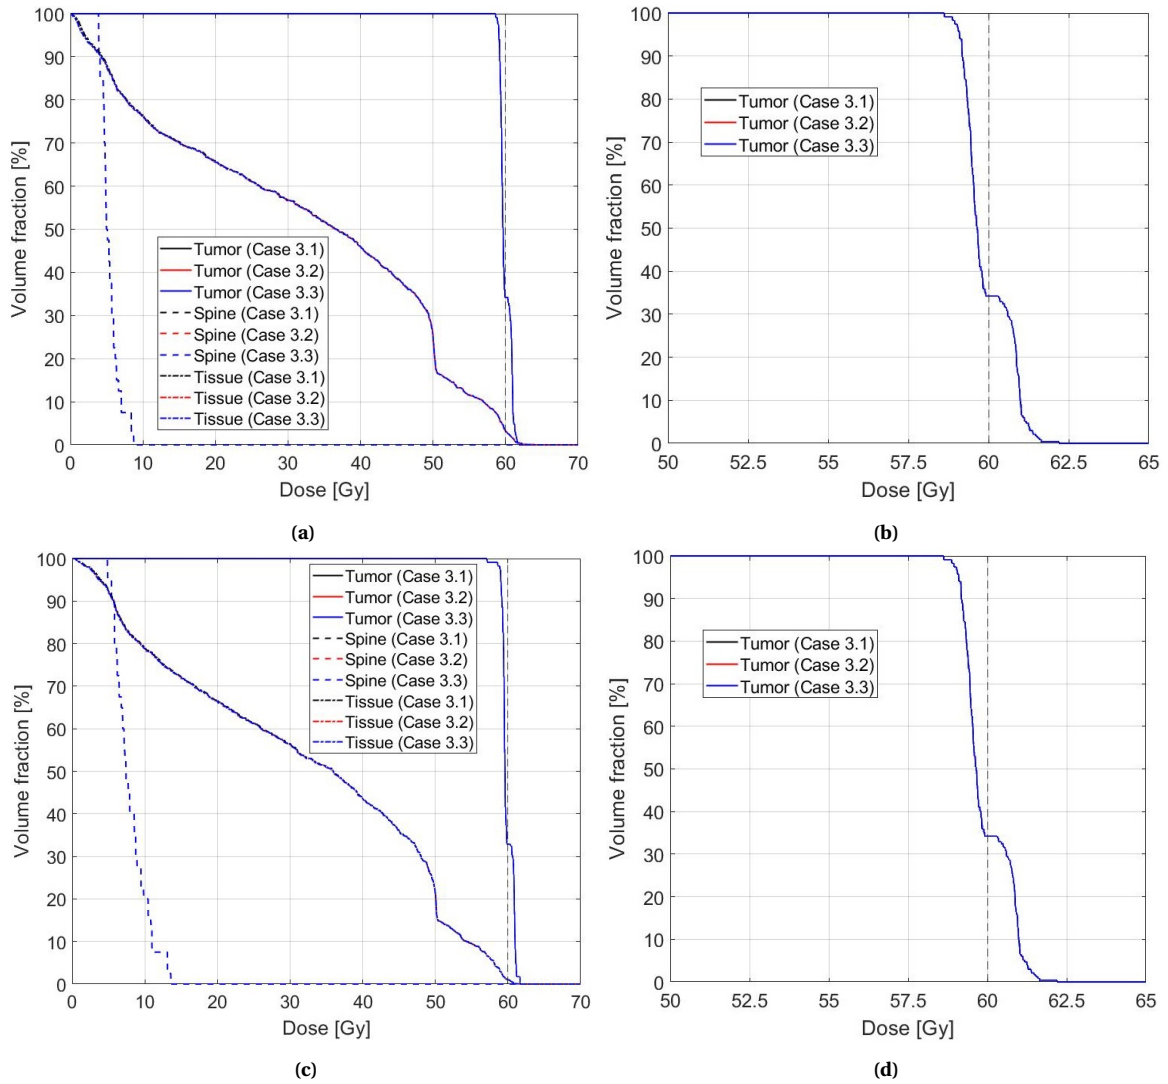 100
90
80
70
60
50
40
30
20
10
0
Volume fraction [%]
Tumor (Case 3.1)
Tumor (Case 3.2)
Tumor (Case 3.3)
Spine (Case 3.1)
Spine (Case 3.2)
Spine (Case 3.3)
Tissue (Case 3.1)
Tissue (Case 3.2)
Tissue (Case 3.3)
0 10 20 30 40 50 60 70
Dose [Gy]
(a)
100
90
80
70
60
50
40
30
20
10
0
Volume fraction [%]
Tumor (Case 3.1)
Tumor (Case 3.2)
Tumor (Case 3.3)
50 52.5 55 57.5 60 62.5 65
Dose [Gy]
(b)
100
90
80
70
60
50
40
30
20
10
0
Volume fraction [%]
Tumor (Case 3.1)
Tumor (Case 3.2)
Tumor (Case 3.3)
Spine (Case 3.1)
Spine (Case 3.2)
Spine (Case 3.3)
Tissue (Case 3.1)
Tissue (Case 3.2)
Tissue (Case 3.3)
0 10 20 30 40 50 60 70
Dose [Gy]
(c)
100
90
80
70
60
50
40
30
20
10
0
Volume fraction [%]
Tumor (Case 3.1)
Tumor (Case 3.2)
Tumor (Case 3.3)
50 52.5 55 57.5 60 62.5 65
Dose [Gy]
(d)